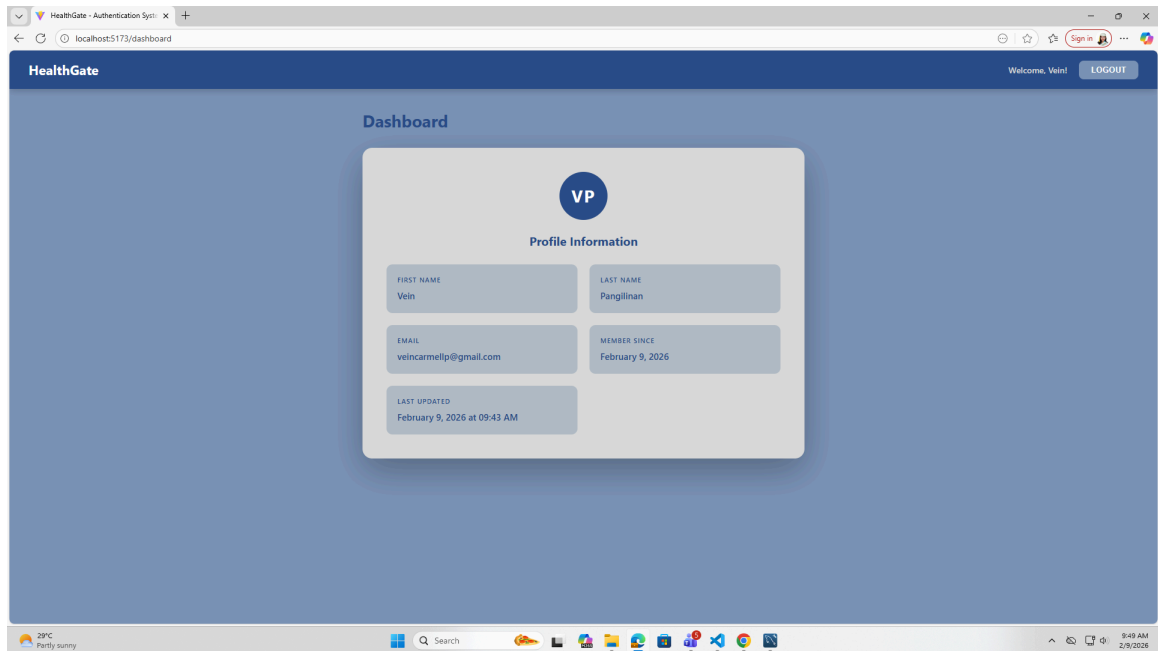 HealthGate - Authentication Syste
localhost:5173/dashboard
Sign in
HealthGate
Welcome, Vein!
LOGOUT
Dashboard
VP
Profile Information
FIRST NAME
Vein
LAST NAME
Pangilinan
EMAIL
veincarmellp@gmail.com
MEMBER SINCE
February 9, 2026
LAST UPDATED
February 9, 2026 at 09:43 AM
29°C
Partly sunny
Search
5
9:49 AM
2/9/2026